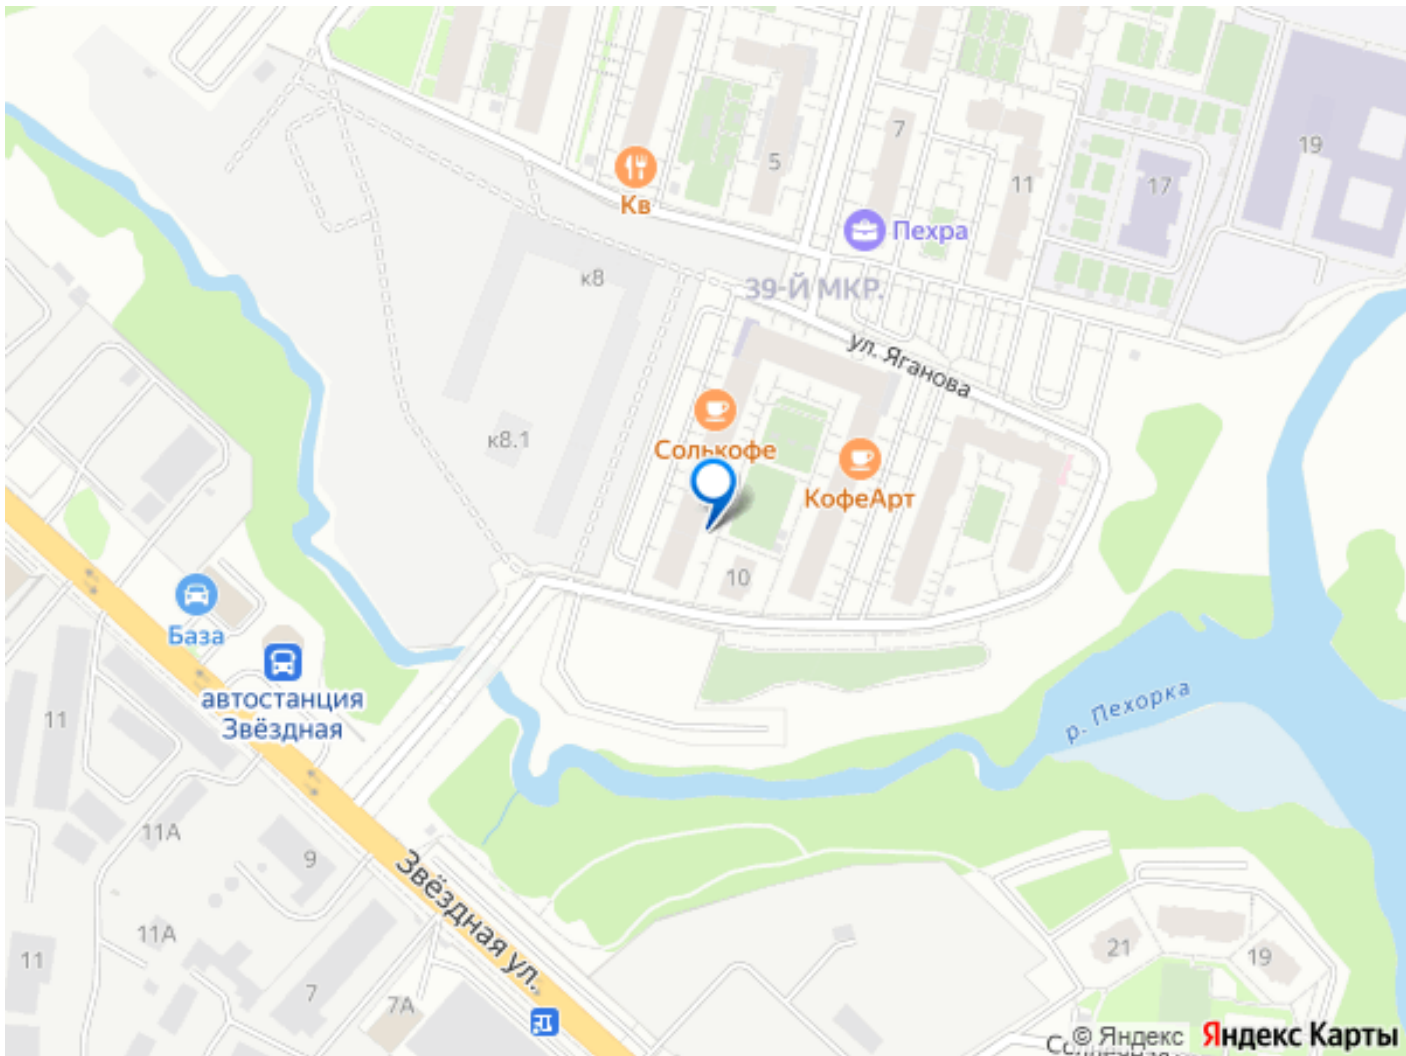 5
7
11
17
19
Кв
Пехра
к8
39-Й МКР.
ул. Яганова
к8.1
Солькофе
КофеАрт
10
База
автостанция
Звёздная
р. Пехорка
11
11А
9
Звёздная ул.
11А
11
7
7А
21
19
© Яндекс
Яндекс Карты